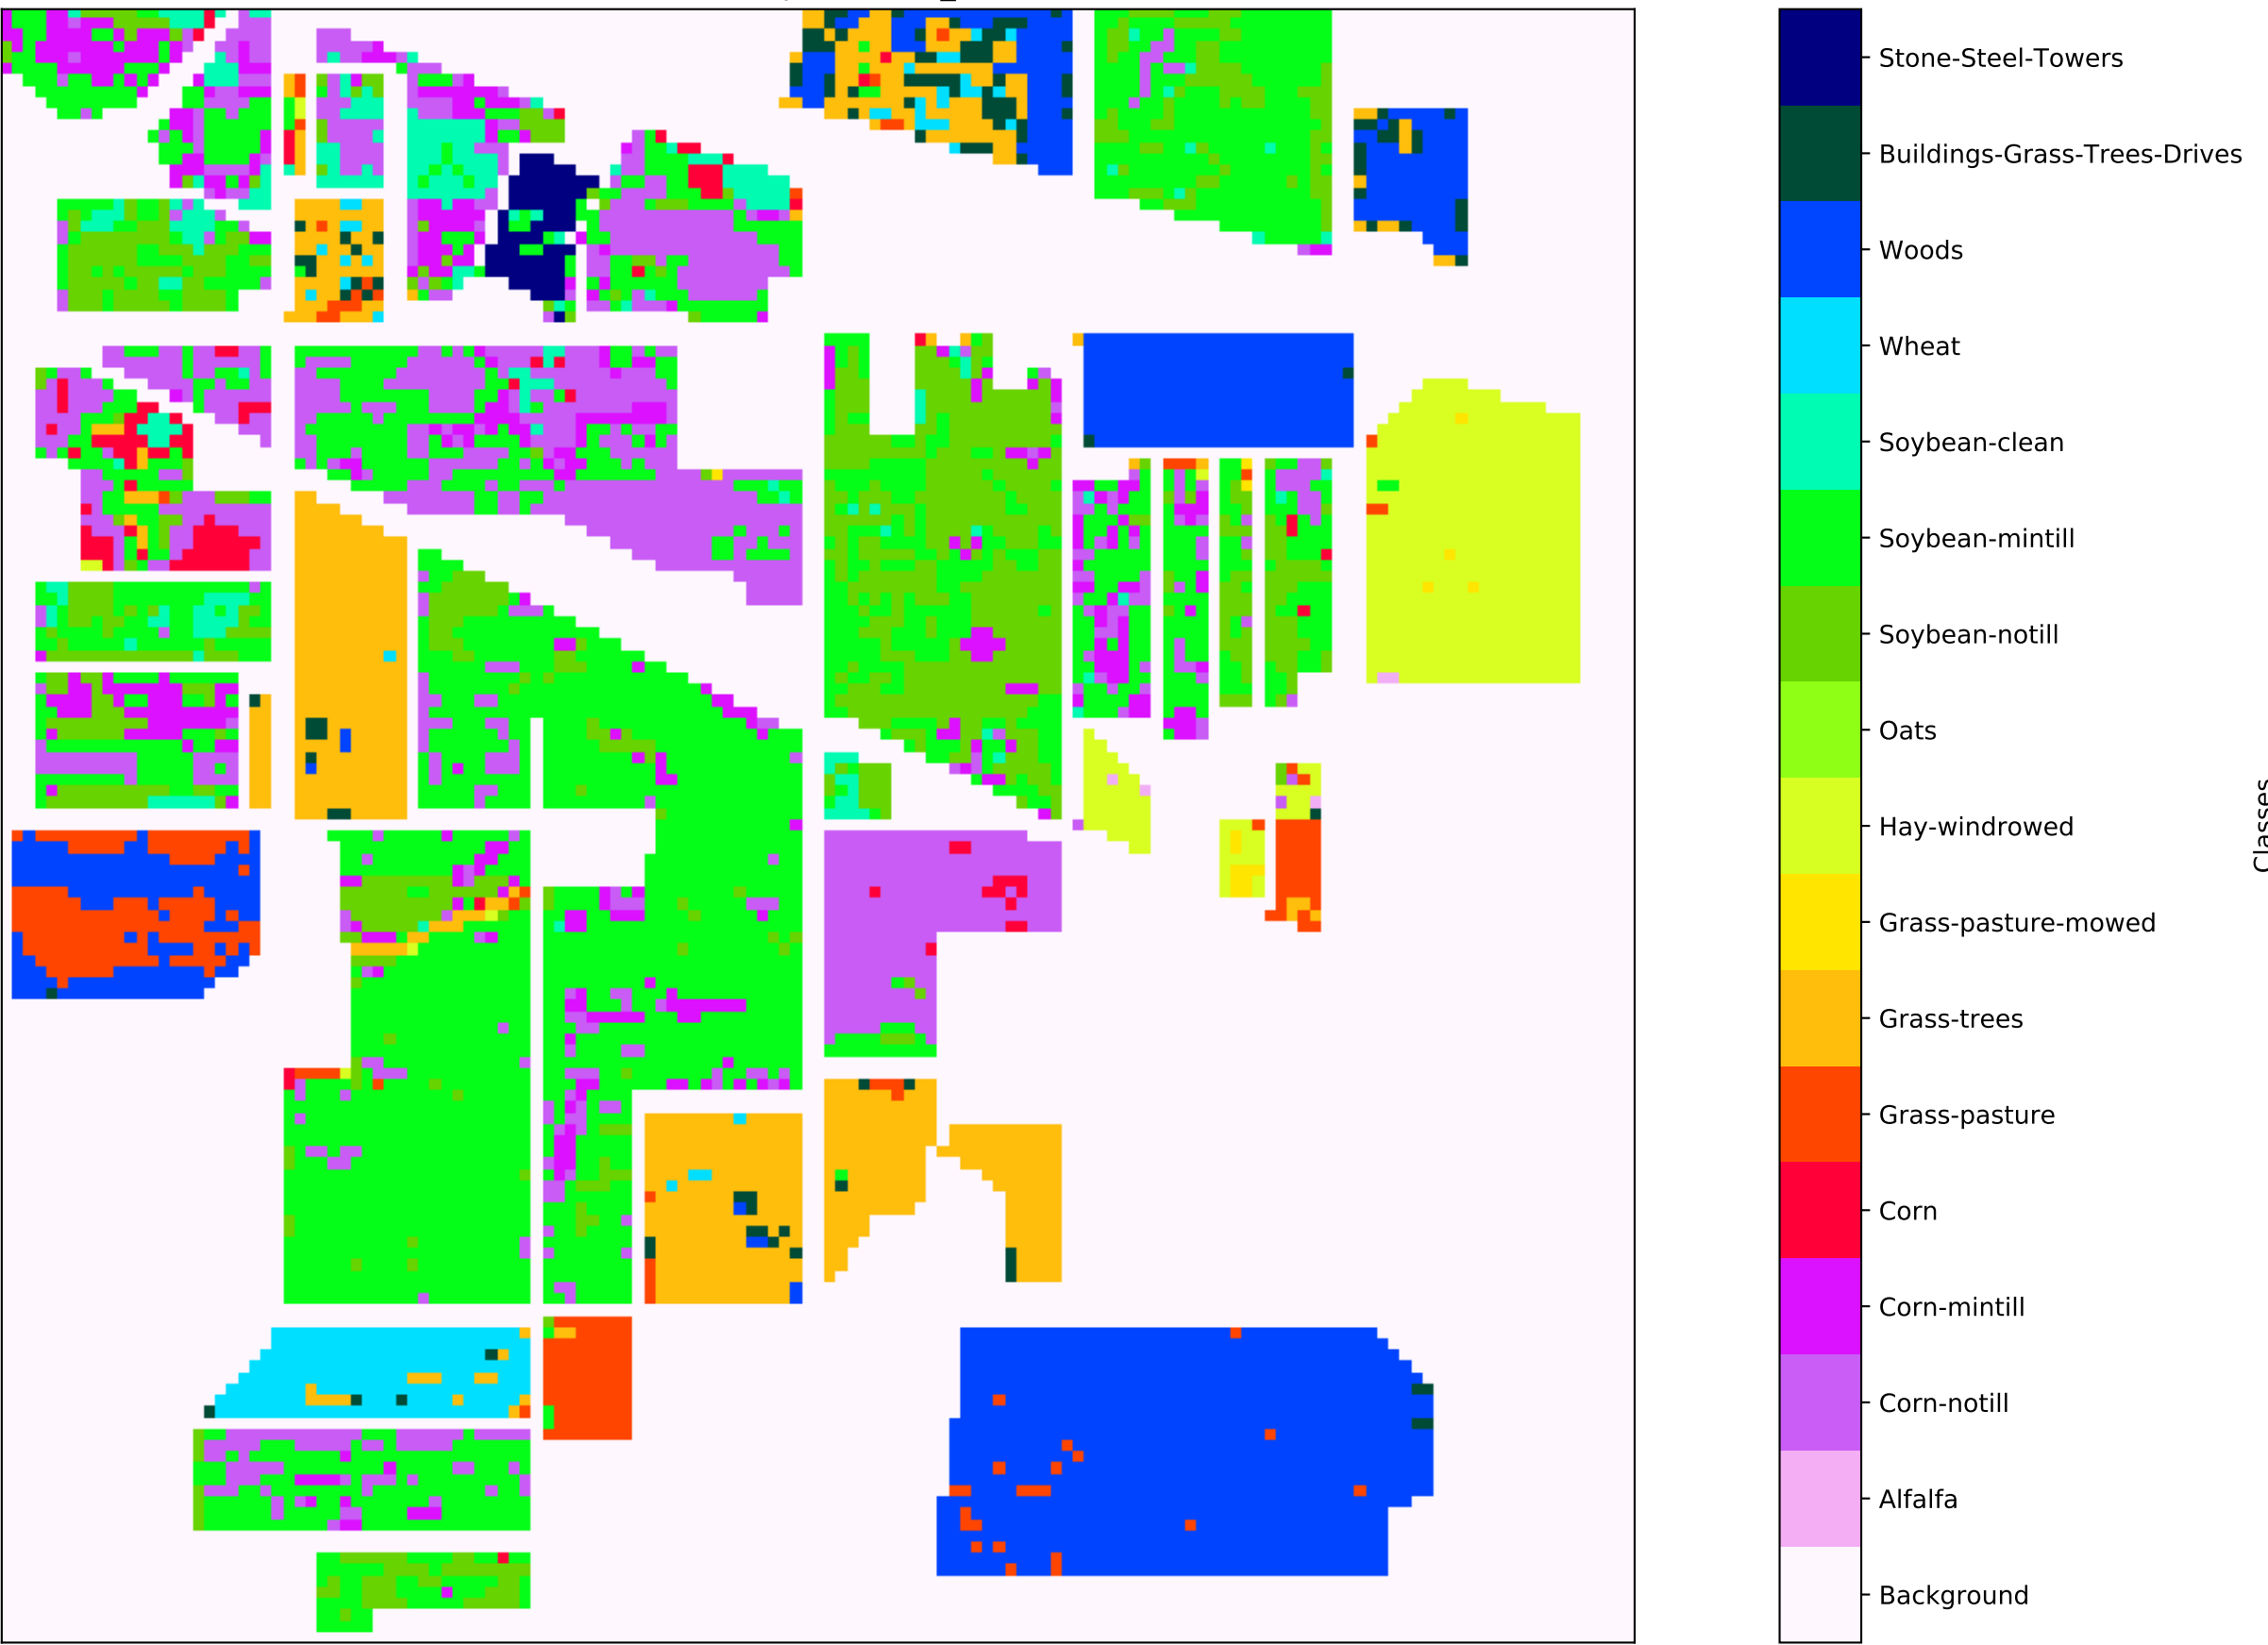 Stone-Steel-Towers
Buildings-Grass-Trees-Drives
Woods
Wheat
Soybean-clean
Soybean-mintill
Soybean-notill
Oats
Hay-windrowed
Grass-pasture-mowed
Grass-trees
Grass-pasture
Corn
Corn-mintill
Corn-notill
Alfalfa
Background
Classes